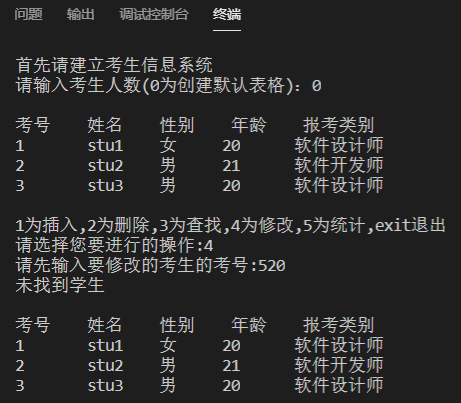 问题 输出 调试控制台 终端
首先请建立考生信息系统
请输入考生人数(0为创建默认表格): 0
考号 姓名 性别 年龄 报考类别
1 stu1 女 20 软件设计师
2 stu2 男 21 软件开发师
3 stu3 男 20 软件设计师
1为插入,2为删除,3为查找,4为修改,5为统计,exit退出
请选择您要进行的操作:4
请先输入要修改的考生的考号:520
未找到学生
考号 姓名 性别 年龄 报考类别
1 stu1 女 20 软件设计师
2 stu2 男 21 软件开发师
3 stu3 男 20 软件设计师